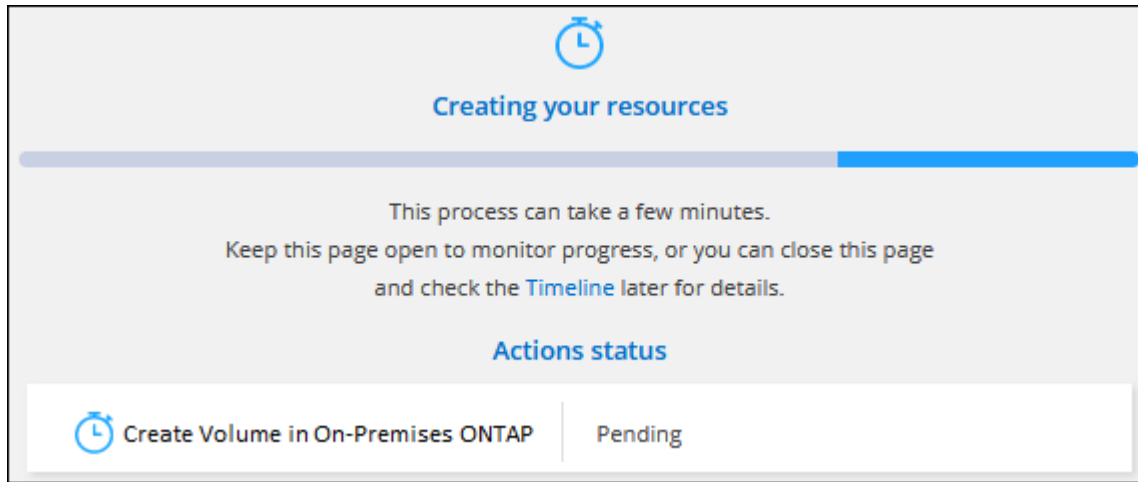 Creating your resources
This process can take a few minutes.
Keep this page open to monitor progress, or you can close this page
and check the Timeline later for details.
Actions status
Create Volume in On-Premises ONTAP
Pending